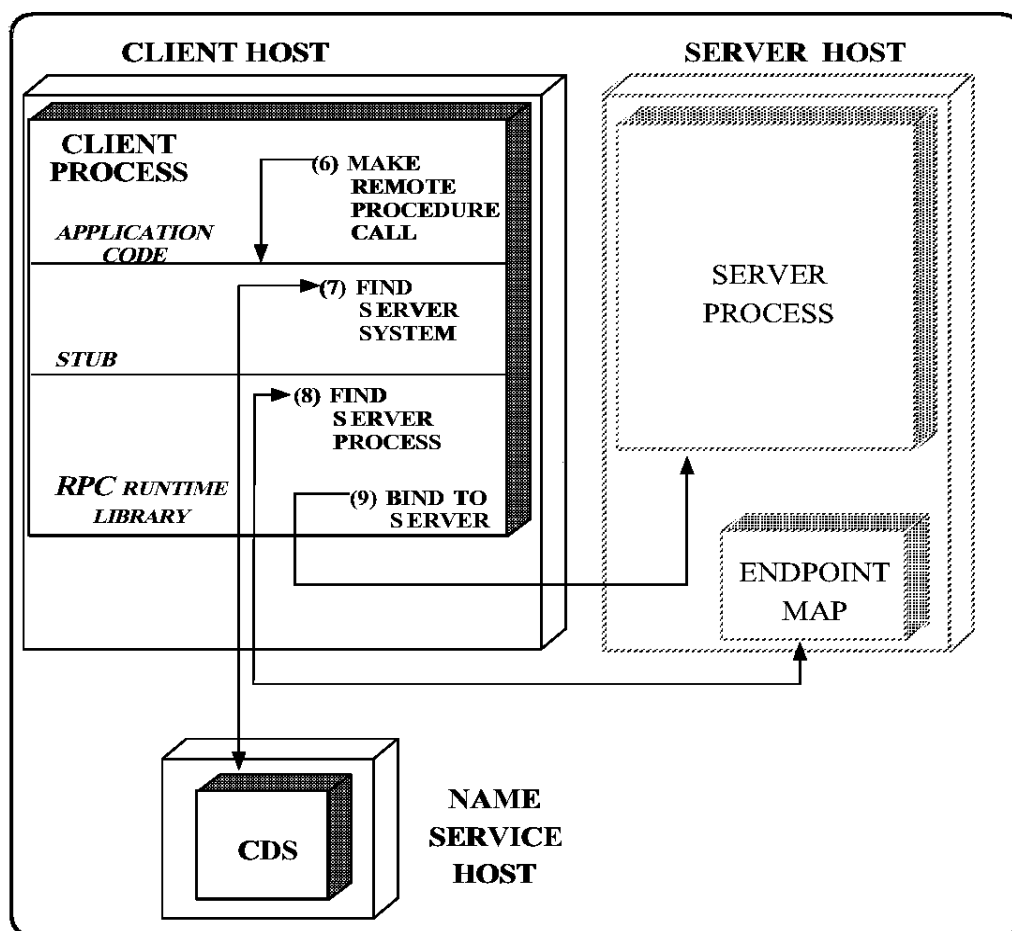 CLIENT HOST
SERVER HOST
CLIENT
PROCESS
(6) MAKE
REMOTE
PROCEDURE
CALL
APPLICATION
CODE
(7) FIND
SERVER
SYSTEM
STUB
(8) FIND
SERVER
PROCESS
RPC RUNTIME
LIBRARY
(9) BIND TO
SERVER
SERVER
PROCESS
ENDPOINT
MAP
CDS
NAME
SERVICE
HOST